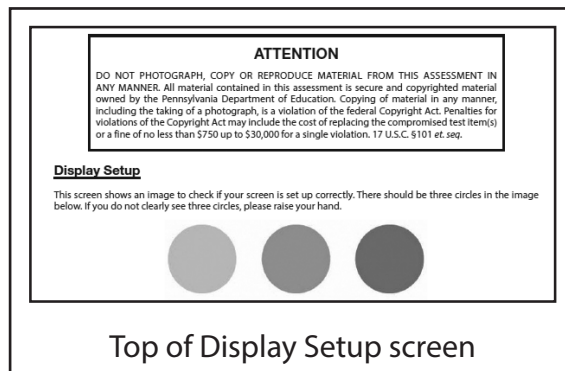 ATTENTION
DO NOT PHOTOGRAPH, COPY OR REPRODUCE MATERIAL FROM THIS ASSESSMENT IN
ANY MANNER. All material contained in this assessment is secure and copyrighted material
owned by the Pennsylvania Department of Education. Copying of material in any manner,
including the taking of a photograph, is a violation of the federal Copyright Act. Penalties for
violations of the Copyright Act may include the cost of replacing the compromised test item(s)
or a fine of no less than $750 up to $30,000 for a single violation. 17 U.S.C. §101 et. seq.
Display Setup
This screen shows an image to check if your screen is set up correctly. There should be three circles in the image
below. If you do not clearly see three circles, please raise your hand.
Top of Display Setup screen